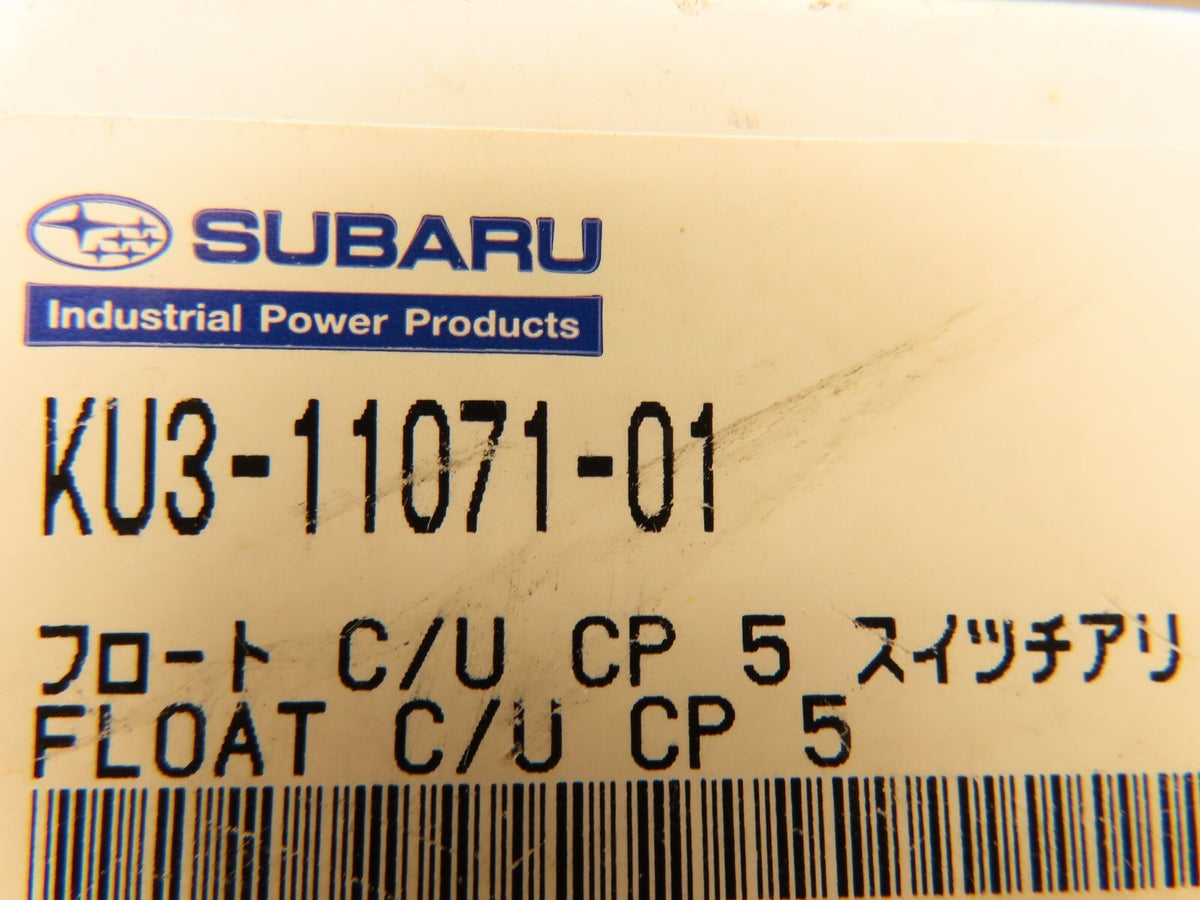 SUBARU
Industrial Power Products
KU3-11071-01
フロート C/U CP 5 スイツチアリ
FLOAT C/U CP 5